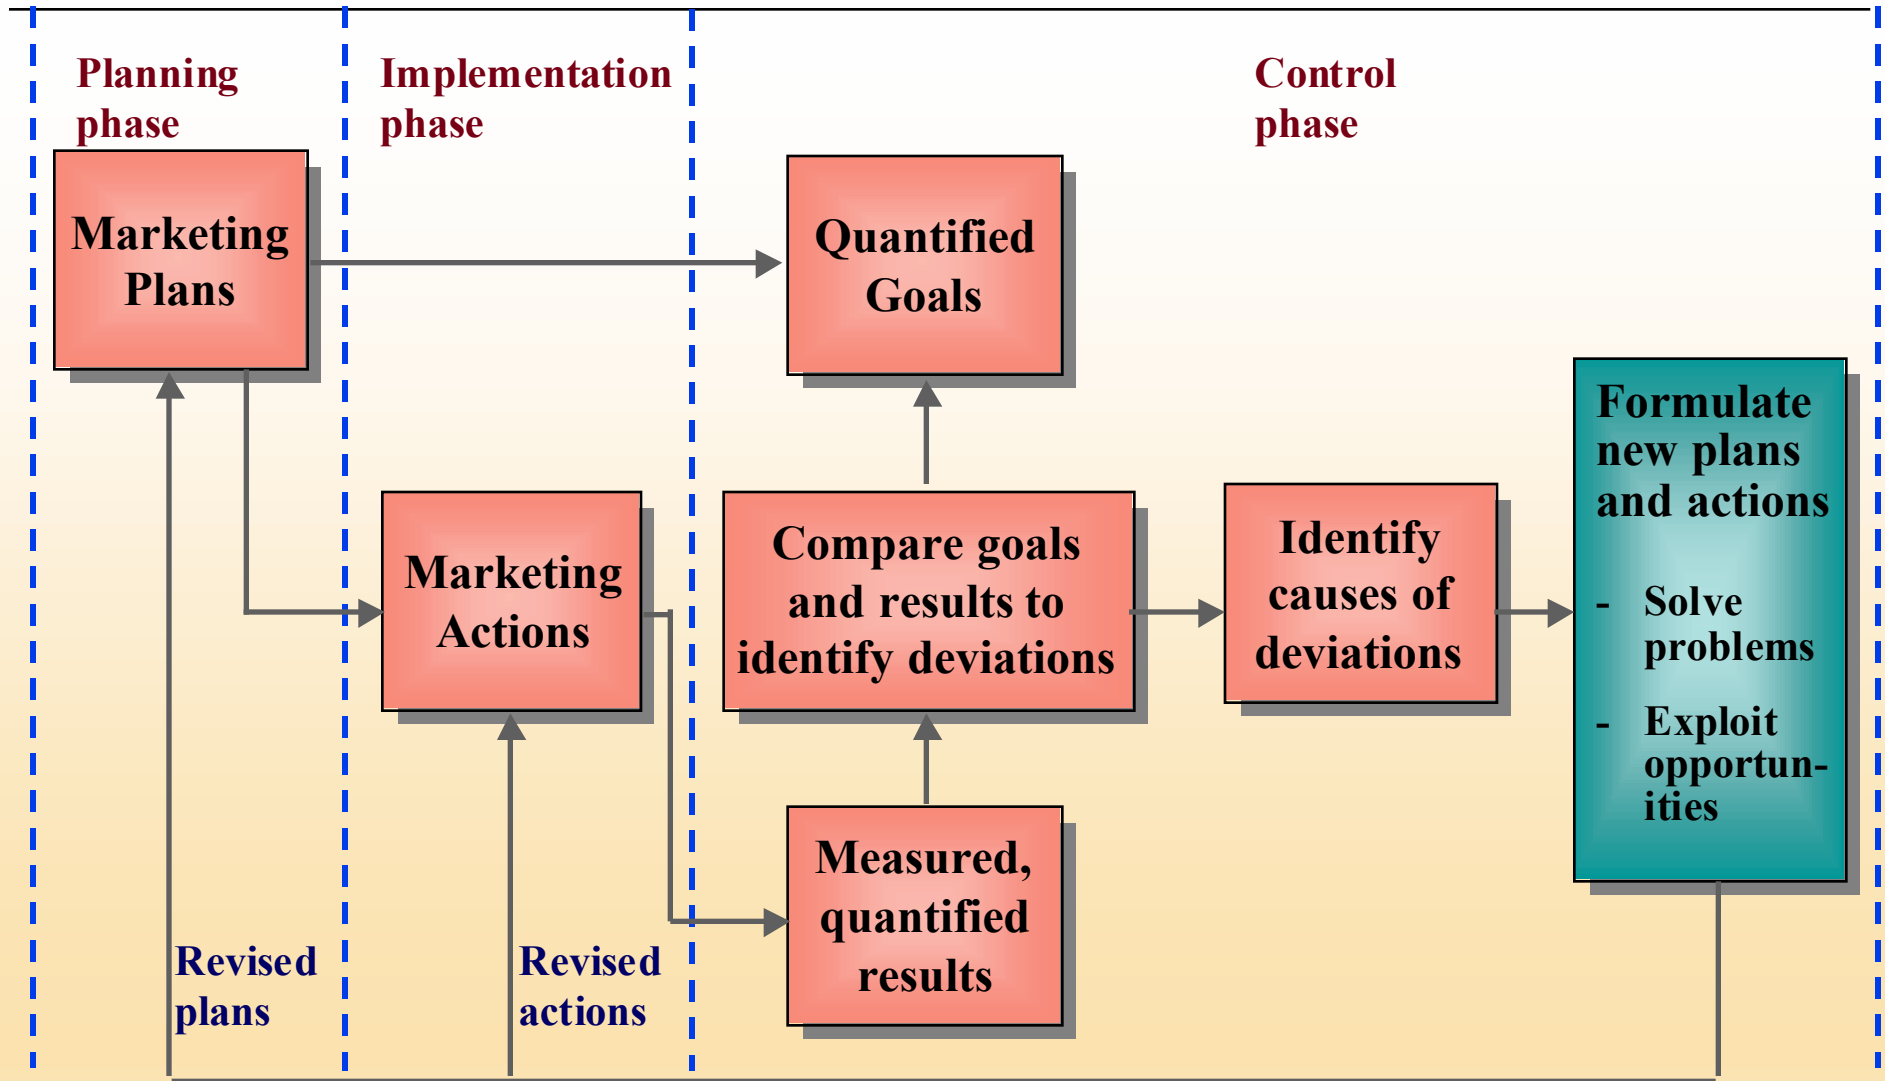 Planning
phase
Implementation
phase
Control
phase
Marketing
Plans
Quantified
Goals
Marketing
Actions
Compare goals
and results to
identify deviations
Identify
causes of
deviations
Formulate
new plans
and actions
- Solve
problems
- Exploit
opportun-
ities
Measured,
quantified
results
Revised
plans
Revised
actions